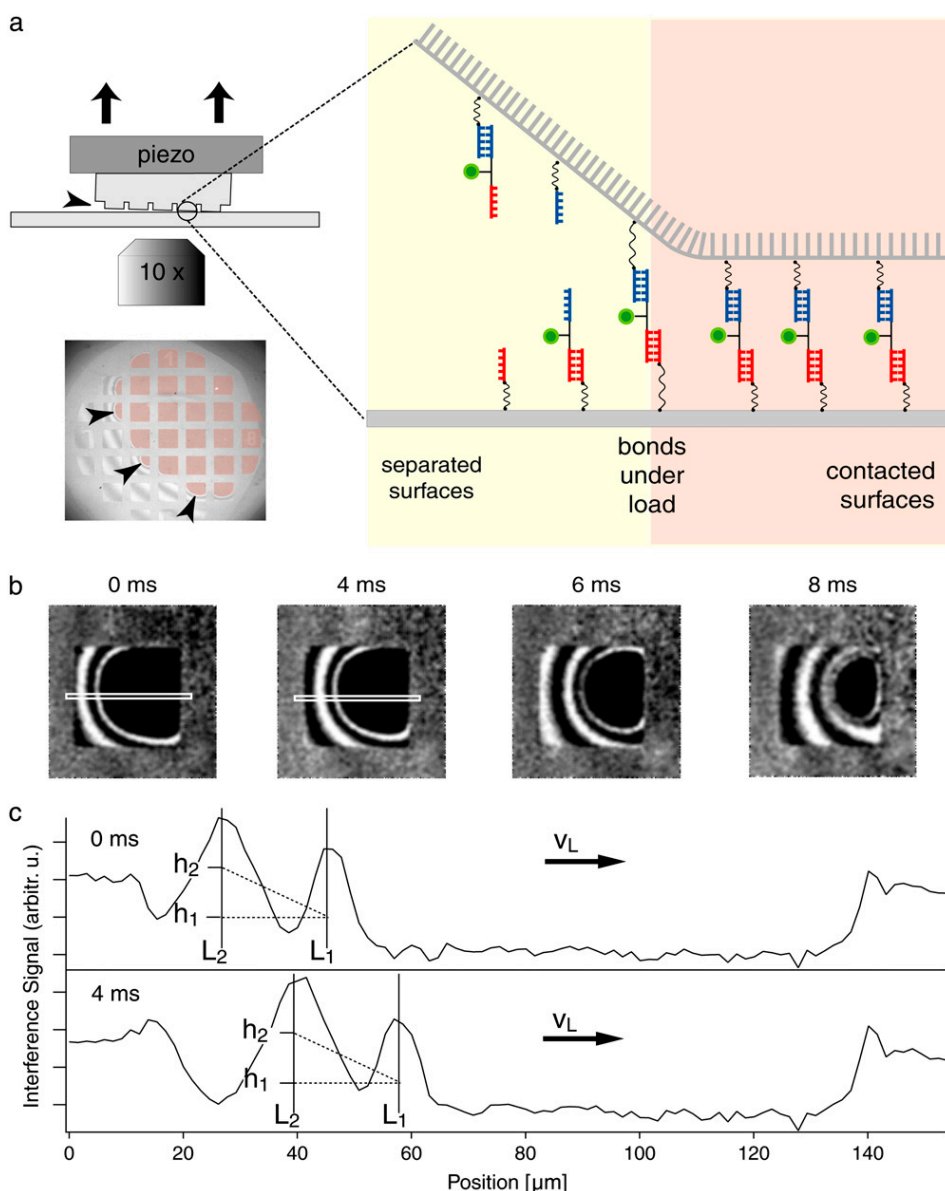 a
piezo
10 x
separated
surfaces
bonds
under
load
contacted
surfaces
b
0 ms
4 ms
6 ms
8 ms
c
0 ms
h2
h1
L2
L1
vL
4 ms
h2
h1
L2
L1
vL
Interference Signal (arbitr. u.)
0
20
40
60
80
100
120
140
Position [µm]